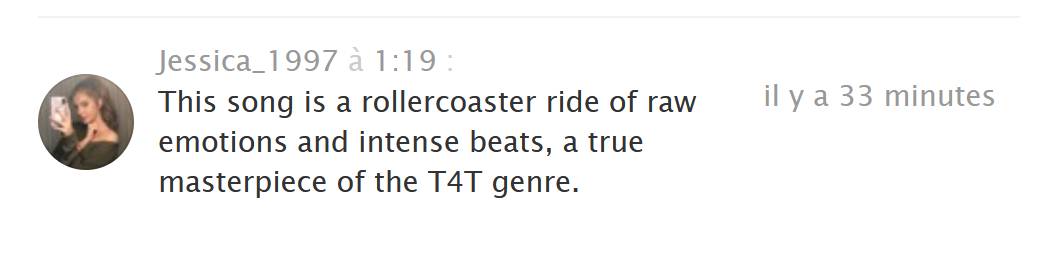 Jessica_1997 à 1:19 :
This song is a rollercoaster ride of raw
emotions and intense beats, a true
masterpiece of the T4T genre.
il y a 33 minutes